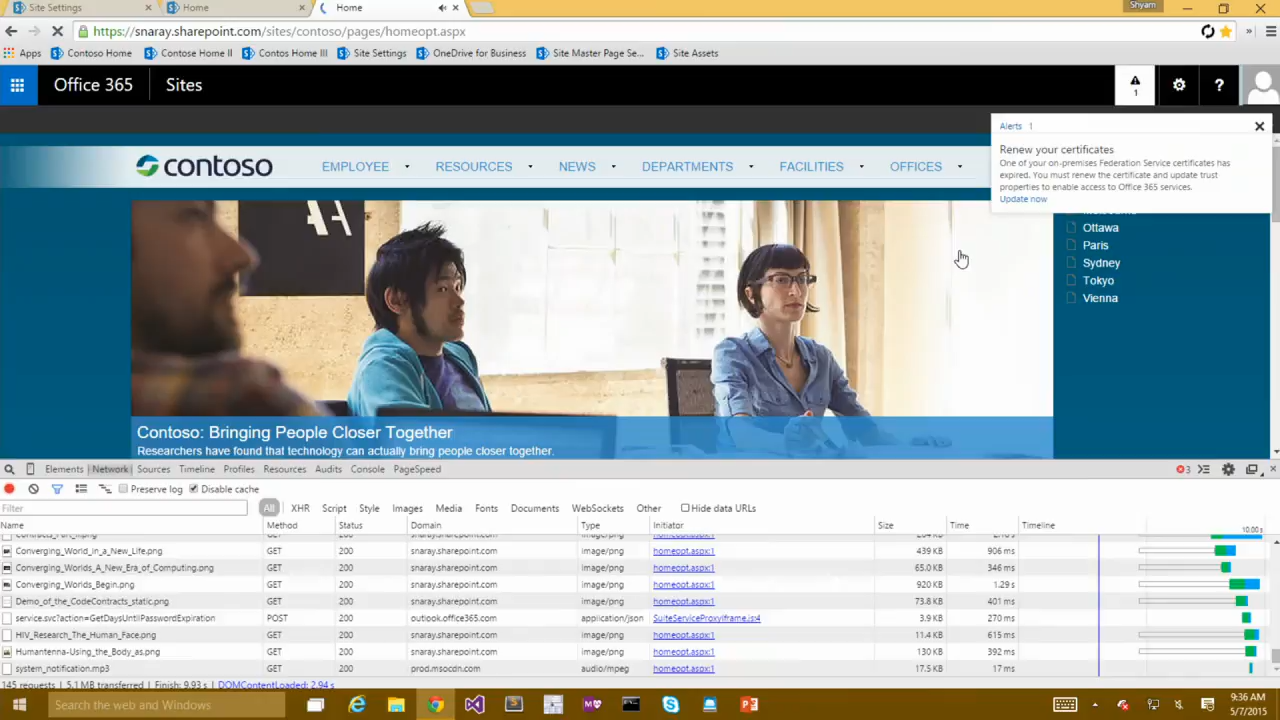 Site Settings
Home
Home
Shyam
https://snaray.sharepoint.com/sites/contoso/pages/homeopt.aspx
Apps Contoso Home Contose Home II Contos Home III Site Settings OneDrive for Business Site Master Page Se... Site Assets
Office 365 Sites
1
?
Alerts 1
Renew your certificates
One of your on-premises Federation Service certificates has
expired. You must renew the certificate and update trust
properties to enable access to Office 365 services.
Update now
contoso EMPLOYEE RESOURCES NEWS DEPARTMENTS FACILITIES OFFICES
Ottawa
Paris
Sydney
Tokyo
Vienna
Contoso: Bringing People Closer Together
Researchers have found that technology can actually bring people closer together.
Elements Network Sources Timeline Profiles Resources Audits Console PageSpeed 3
Preserve log Disable cache
Filter All XHR Script Style Images Media Fonts Documents WebSockets Other Hide data URLs
Name Method Status Domain Type Initiator Size Time Timeline
10.00 s
Converging_World_in_a_New_Life.png GET 200 snaray.sharepoint.com image/png homeopt.aspx:1 439 KB 906 ms
Converging_Worlds_A_New_Era_of_Computing.png GET 200 snaray.sharepoint.com image/png homeopt.aspx:1 65.0 KB 346 ms
Converging_Worlds_Begin.png GET 200 snaray.sharepoint.com image/png homeopt.aspx:1 920 KB 1.29 s
Demo_of_the_CodeContracts_static.png GET 200 snaray.sharepoint.com image/png homeopt.aspx:1 73.8 KB 401 ms
service.svc?action=GetDaysUntilPasswordExpiration POST 200 outlook.office365.com application/json SuiteServiceProxyIframe.js:4 3.9 KB 270 ms
HIV_Research_The_Human_Face.png GET 200 snaray.sharepoint.com image/png homeopt.aspx:1 11.4 KB 615 ms
Humantenna-Using_the_Body_as.png GET 200 snaray.sharepoint.com image/png homeopt.aspx:1 130 KB 392 ms
system_notification.mp3 GET 200 prod.msocdn.com audio/mpeg homeopt.aspx:1 17.5 KB 17 ms
145 requests | 5.1 MB transferred | Finish: 9.93 s | DOMContentLoaded: 2.94 s
Search the web and Windows
9:36 AM
5/7/2015